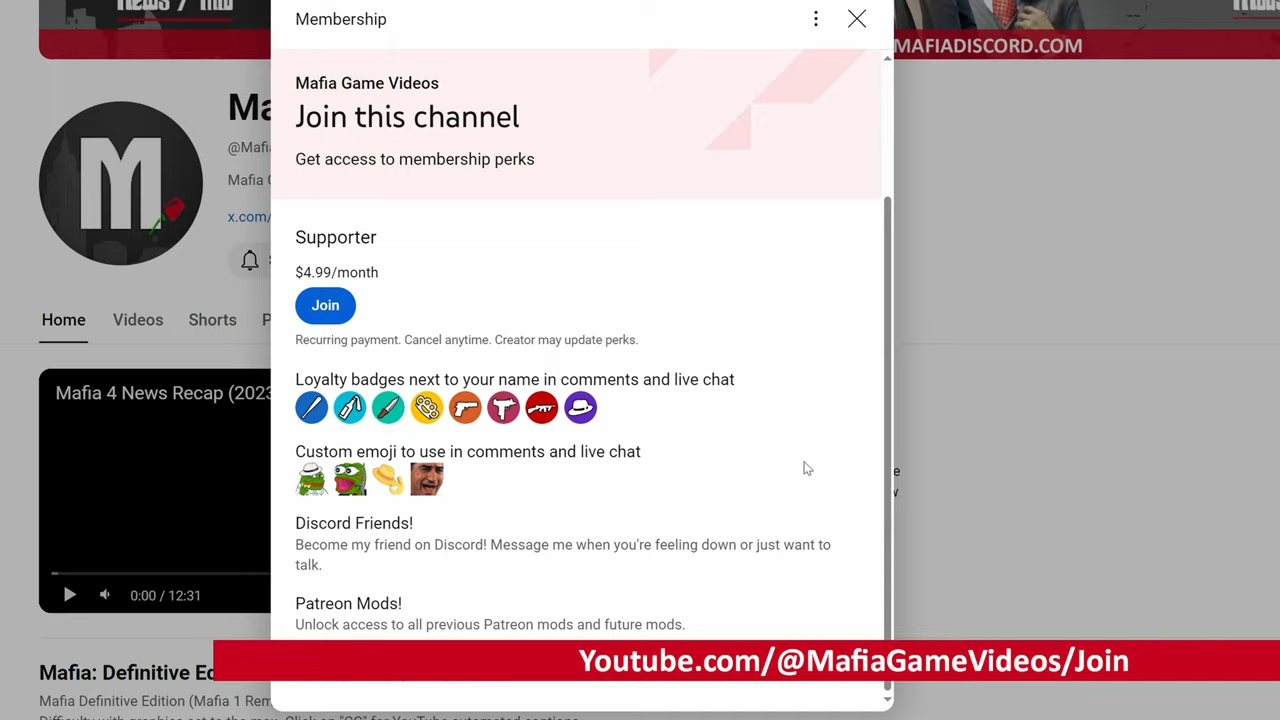 MAFIADISCORD.COM
Membership
Mafia Game Videos
Join this channel
Get access to membership perks
Supporter
$4.99/month
Join
Recurring payment. Cancel anytime. Creator may update perks.
Loyalty badges next to your name in comments and live chat
Custom emoji to use in comments and live chat
Discord Friends!
Become my friend on Discord! Message me when you're feeling down or just want to
talk.
Patreon Mods!
Unlock access to all previous Patreon mods and future mods.
M
@Mafi
Mafia
x.com/
Home Videos Shorts P
Mafia 4 News Recap (2023
0:00 / 12:31
Mafia: Definitive Ed
Mafia Definitive Edition Mafia 1 Rem
Youtube.com/@MafiaGameVideos/Join